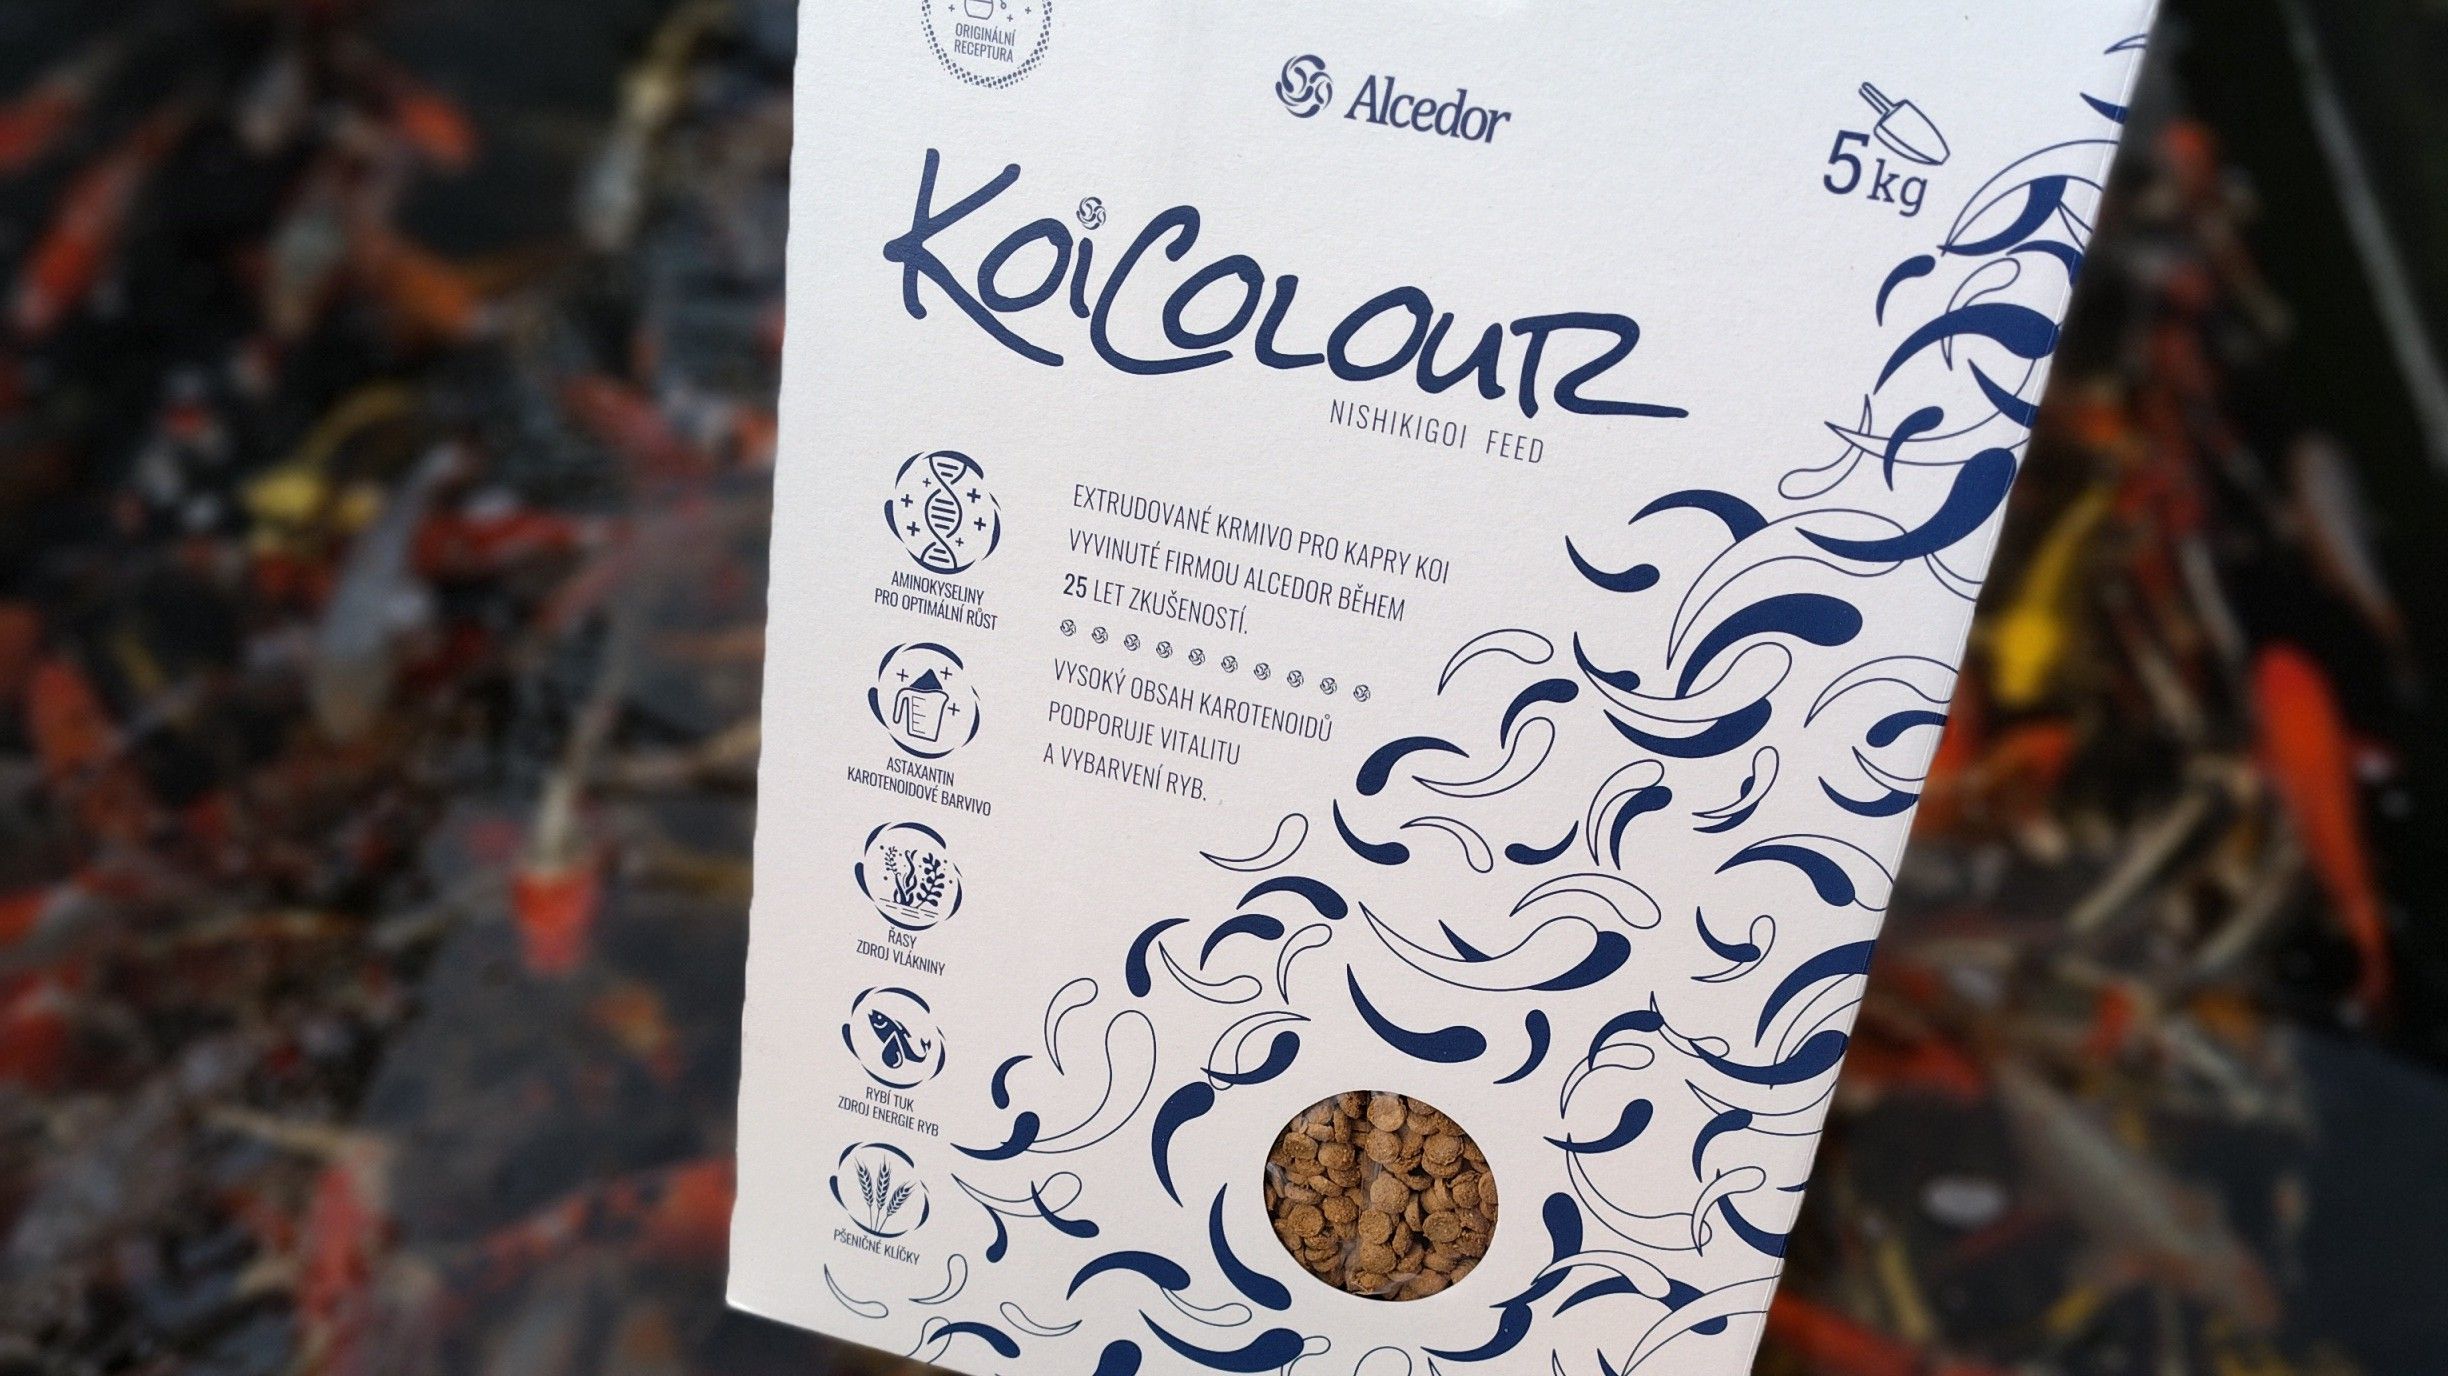 ORIGINÁLNÍ
RECEPTURA
Alcedor
5 kg
KoiColour
NISHIKIGOI FEED
EXTRUDOVANÉ KRMIVO PRO KAPRY KOI
VYVINUTÉ FIRMOU ALCEDOR BĚHEM
25 LET ZKUŠENOSTÍ.
VYSOKÝ OBSAH KAROTENOIDŮ
PODPORUJE VITALITU
A VYBARVENÍ RYB.
AMINOKYSELINY
PRO OPTIMÁLNÍ RŮST
ASTAXANTIN
KAROTENOIDOVÉ BARVIVO
ŘASY
ZDROJ VLÁKNINY
RYBÍ TUK
ZDROJ ENERGIE RYB
PŠENIČNÉ KLÍČKY